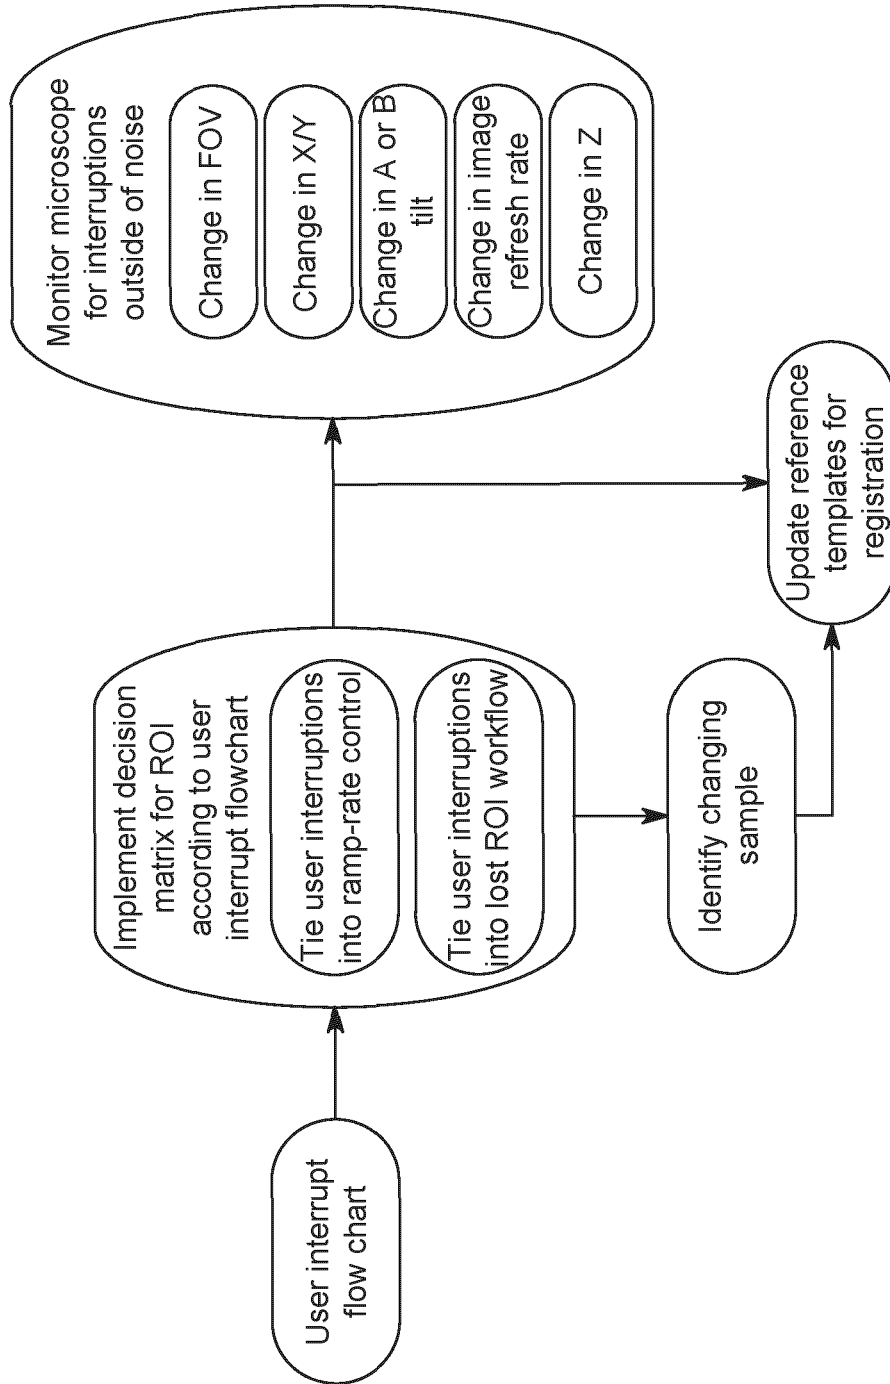 User interrupt
flow chart
Implement decision
matrix for ROI
according to user
interrupt flowchart
Tie user interruptions
into ramp-rate control
Tie user interruptions
into lost ROI workflow
Identify changing
sample
Update reference
templates for
registration
Monitor microscope
for interruptions
outside of noise
Change in FOV
Change in X/Y
Change in A or B
tilt
Change in image
refresh rate
Change in Z